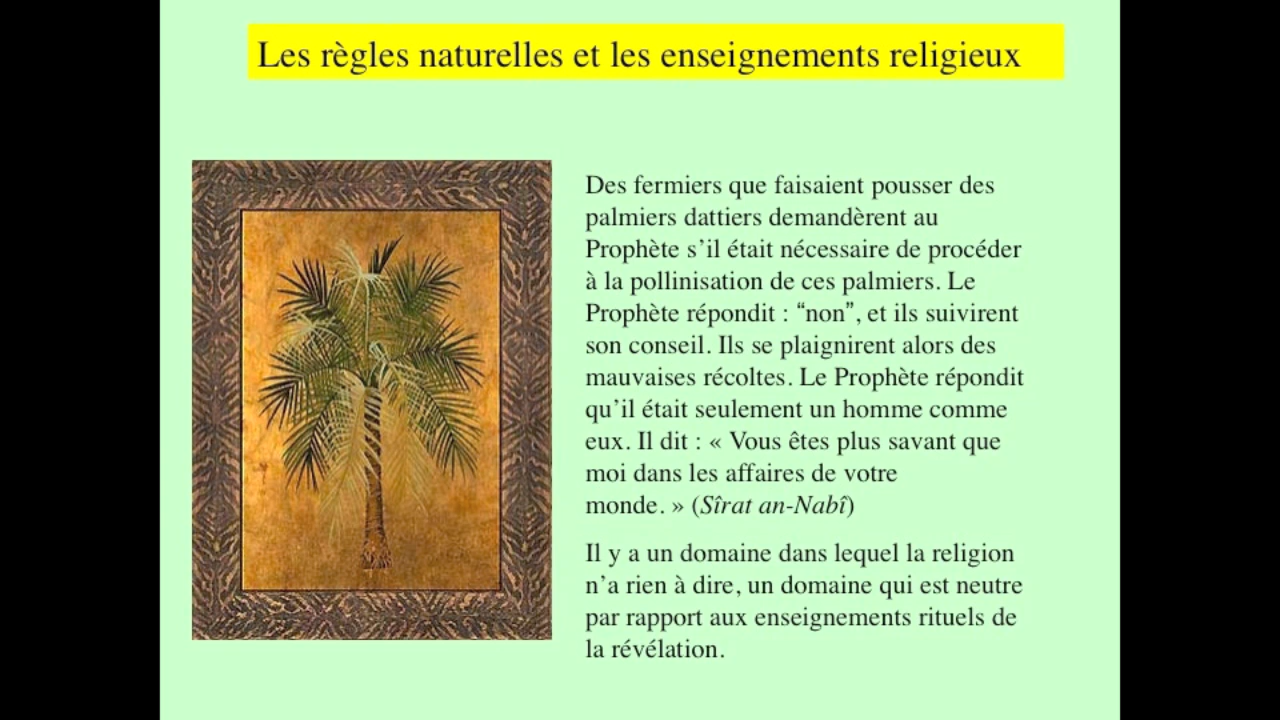 Les règles naturelles et les enseignements religieux
Des fermiers que faisaient pousser des
palmiers dattiers demandèrent au
Prophète s’il était nécessaire de procéder
à la pollinisation de ces palmiers. Le
Prophète répondit : “non”, et ils suivirent
son conseil. Ils se plaignirent alors des
mauvaises récoltes. Le Prophète répondit
qu’il était seulement un homme comme
eux. Il dit : « Vous êtes plus savant que
moi dans les affaires de votre
monde. » (Sîrat an-Nabî)
Il y a un domaine dans lequel la religion
n’a rien à dire, un domaine qui est neutre
par rapport aux enseignements rituels de
la révélation.